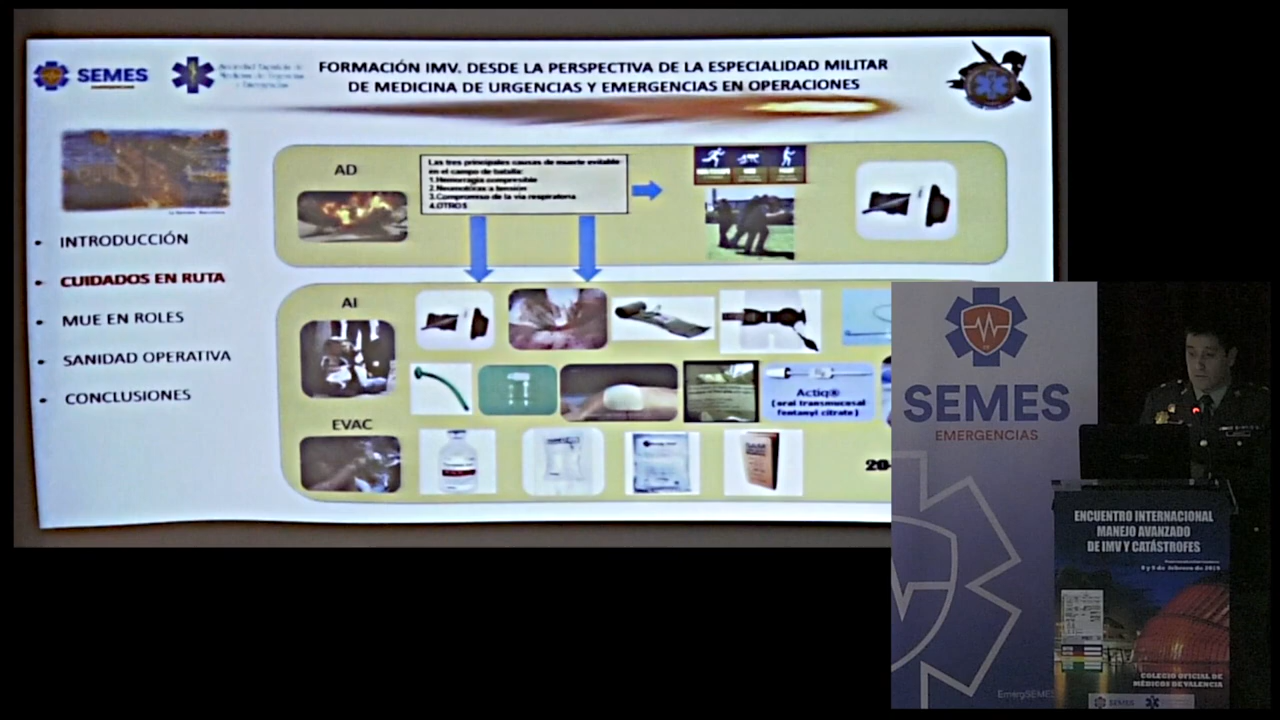 SEMES
FORMACIÓN IMV. DESDE LA PERSPECTIVA DE LA ESPECIALIDAD MILITAR
DE MEDICINA DE URGENCIAS Y EMERGENCIAS EN OPERACIONES
INTRODUCCIÓN
CUIDADOS EN RUTA
MUE EN ROLES
SANIDAD OPERATIVA
CONCLUSIONES
AD
Las tres principales causas de muerte evitable
en el campo de batalla:
1.Hemorragia compresible
2.Neumotórax a tensión
3.Compromiso de la vía respiratoria
4.OTROS
AI
Actiq®
(oral transmucosal
fentanyl citrate)
EVAC
20
SEMES
EMERGENCIAS
ENCUENTRO INTERNACIONAL
MANEJO AVANZADO
DE IMV Y CATÁSTROFES
COLEGIO OFICIAL DE
MÉDICOS DE VALENCIA
SEMES
EmergSEMES